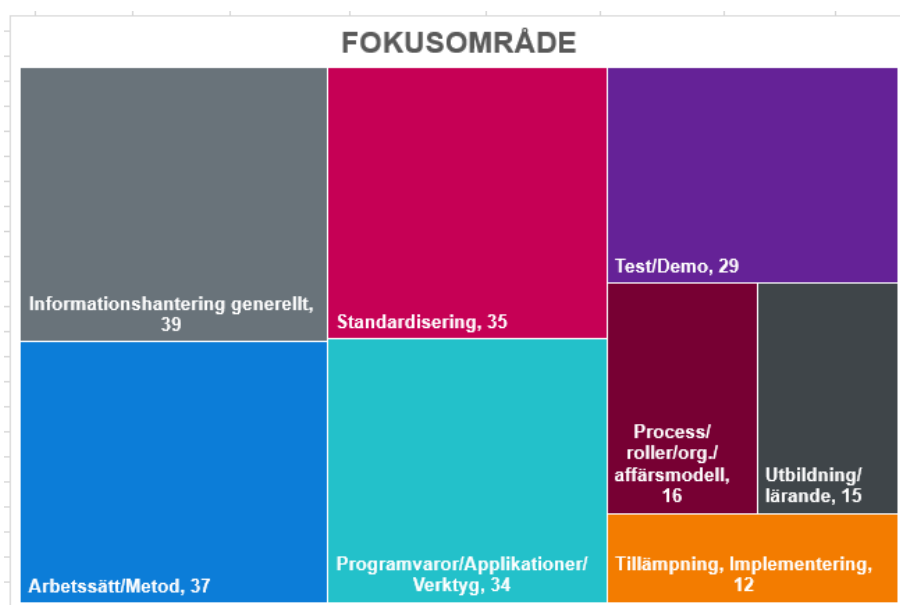 FOKUSOMRÅDE
Informationshantering generellt,
39
Standardisering, 35
Test/Demo, 29
Process/
roller/org./
affärsmodell,
16
Utbildning/
lärande, 15
Arbetssätt/Metod, 37
Programvaror/Applikationer/
Verktyg, 34
Tillämpning, Implementering,
12